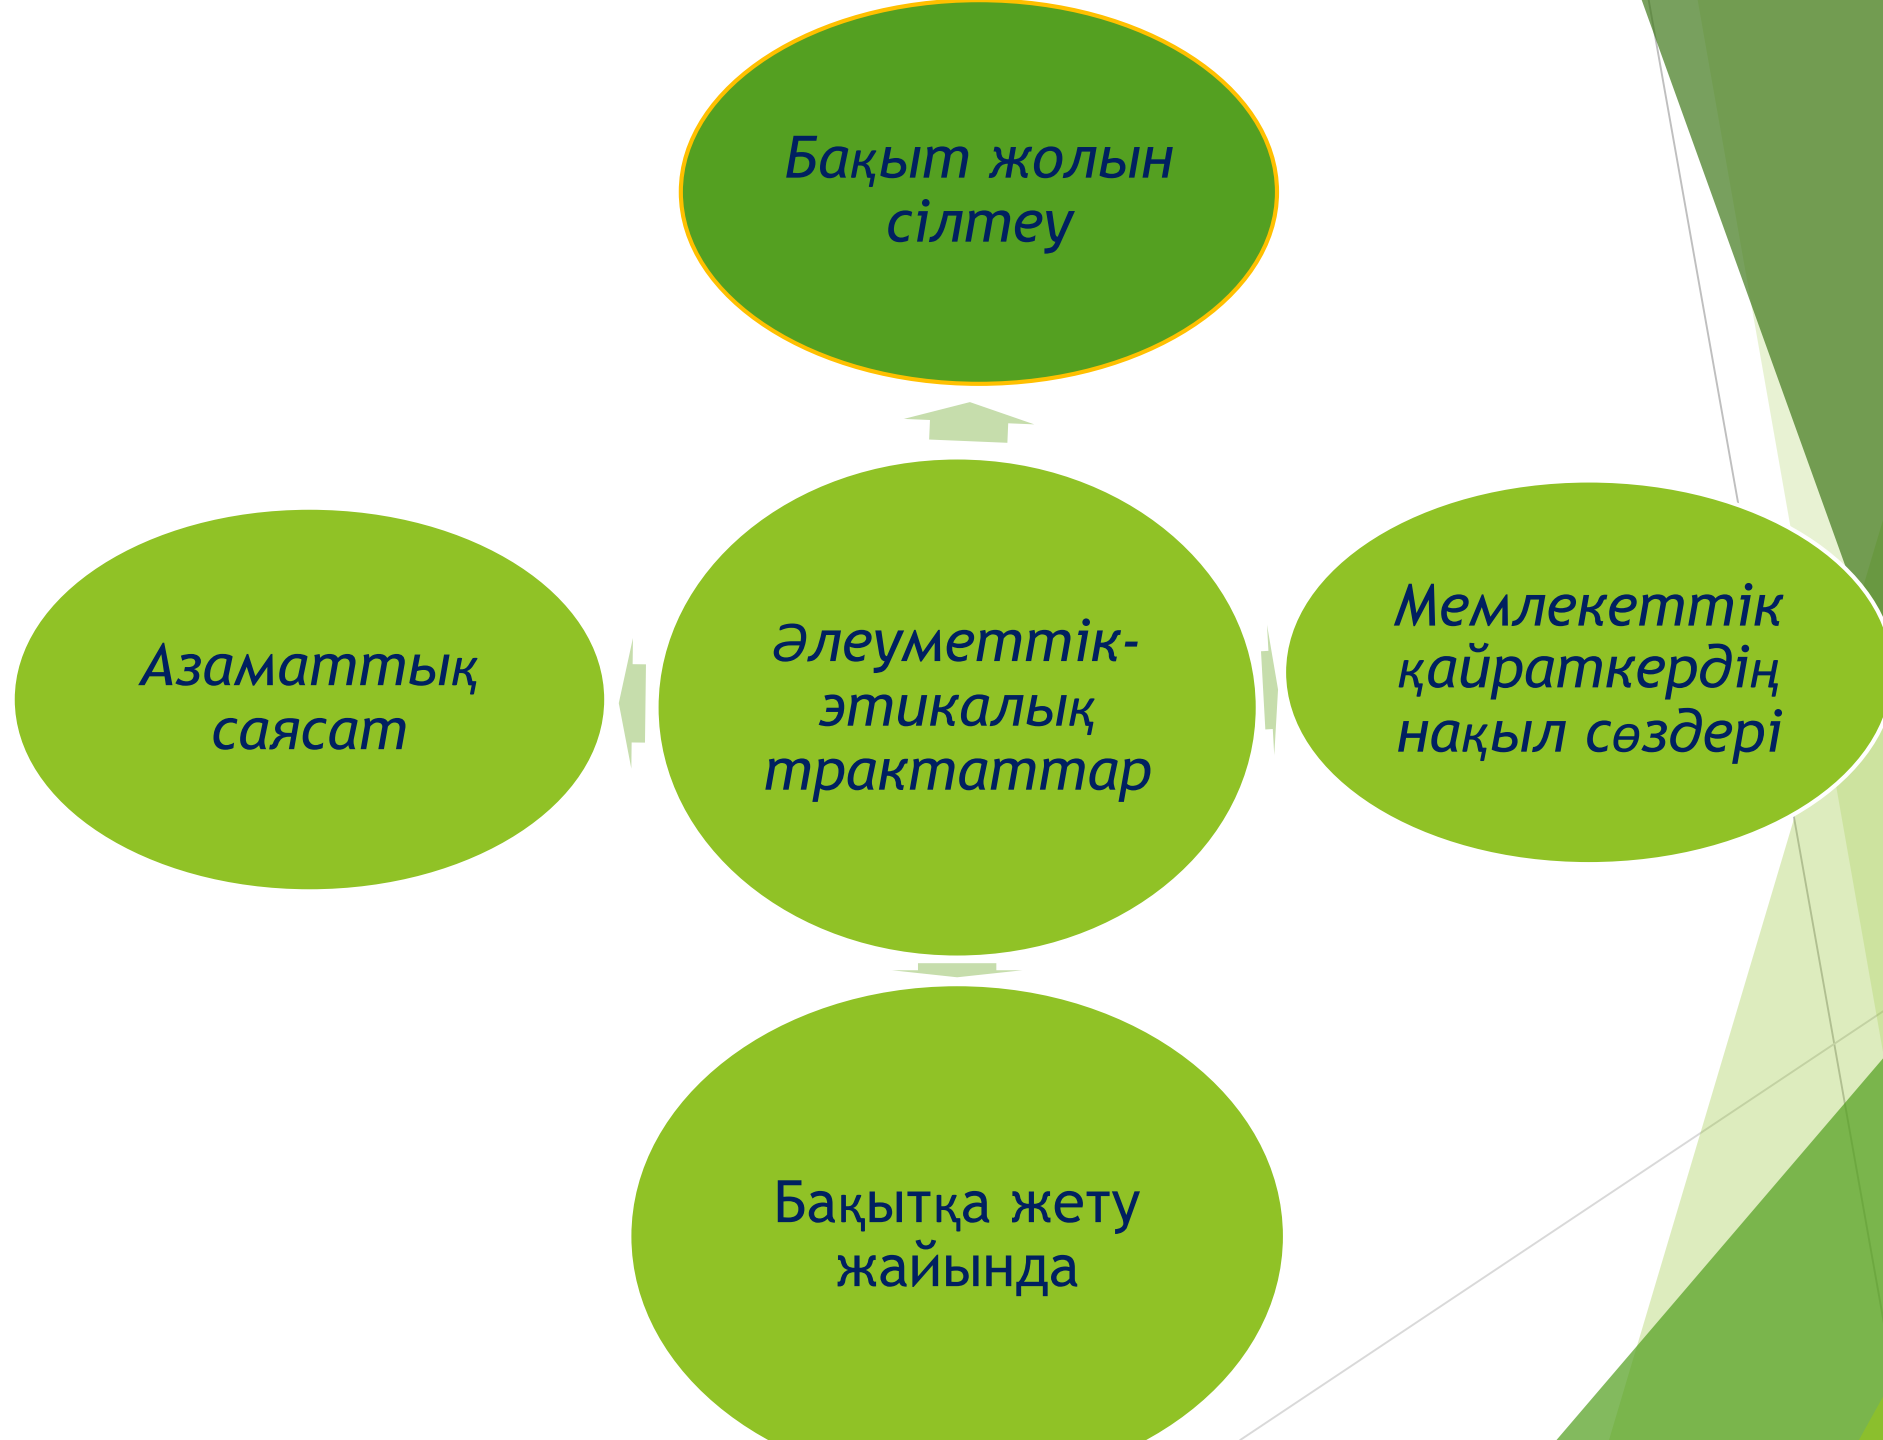 Бақыт жолын
сілтеу
Азаматтық
саясат
Әлеуметтік-
этикалық
трактаттар
Мемлекеттік
қайраткердің
нақыл сөздері
Бақытқа жету
жайында